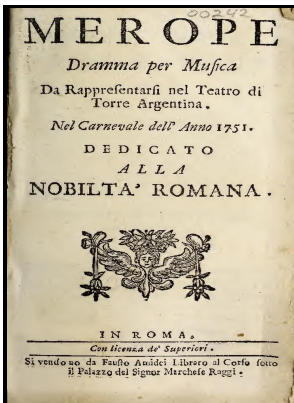 00242
MEROPE
Dramma per Musica
Da Rappresentarsi nel Teatro di
Torre Argentina.
Nel Carnevale dell' Anno 1751.
DEDICATO
ALLA
NOBILTA' ROMANA.
IN ROMA,
Con licenza de' Superiori.
Si vendono da Fausto Amidei Libraro al Corso sotto
il Palazzo del Signor Marchese Raggi.